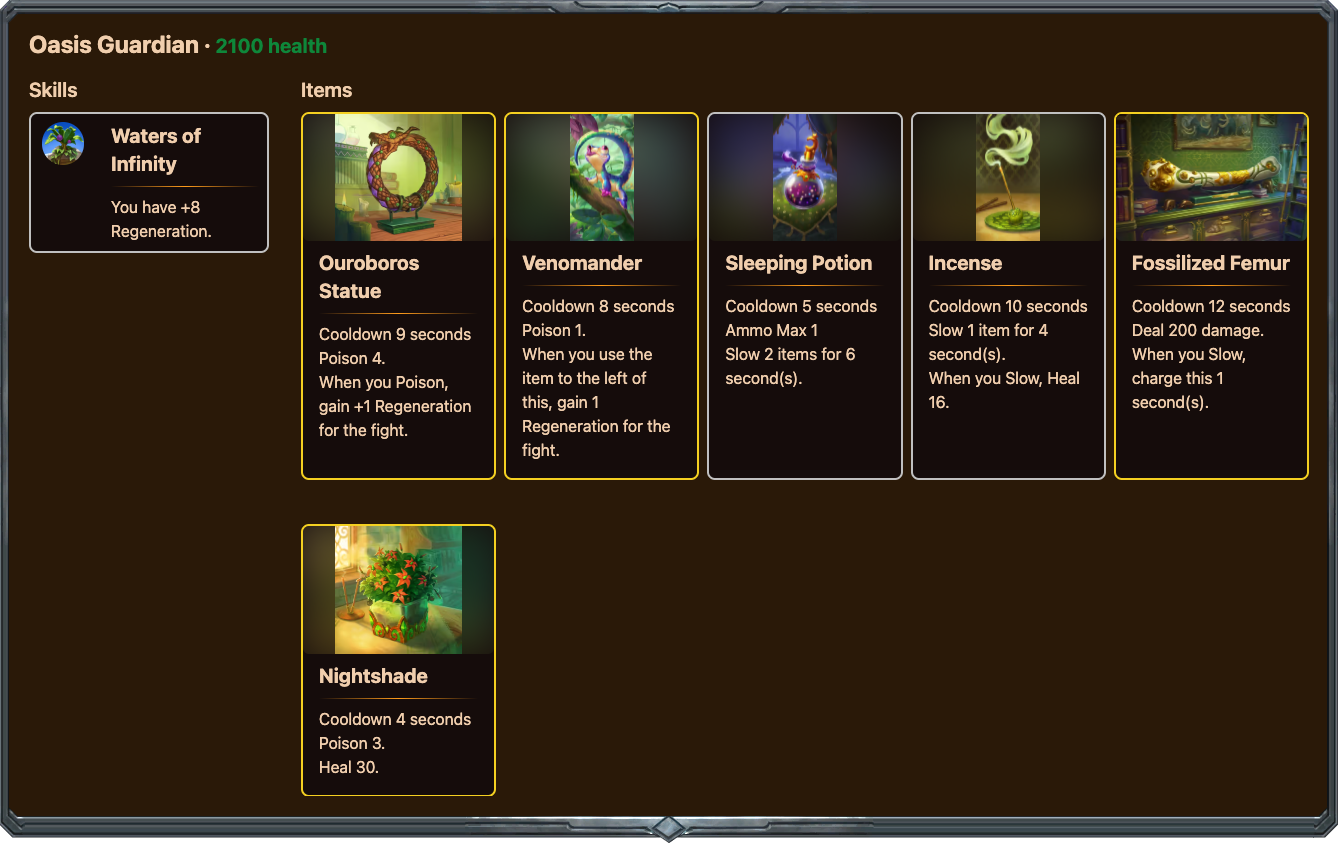 Oasis Guardian · 2100 health
Skills
Waters of
Infinity
You have +8
Regeneration.
Items
Ouroboros
Statue
Cooldown 9 seconds
Poison 4.
When you Poison,
gain +1 Regeneration
for the fight.
Venomander
Cooldown 8 seconds
Poison 1.
When you use the
item to the left of
this, gain 1
Regeneration for the
fight.
Sleeping Potion
Cooldown 5 seconds
Ammo Max 1
Slow 2 items for 6
second(s).
Incense
Cooldown 10 seconds
Slow 1 item for 4
second(s).
When you Slow, Heal
16.
Fossilized Femur
Cooldown 12 seconds
Deal 200 damage.
When you Slow,
charge this 1
second(s).
Nightshade
Cooldown 4 seconds
Poison 3.
Heal 30.